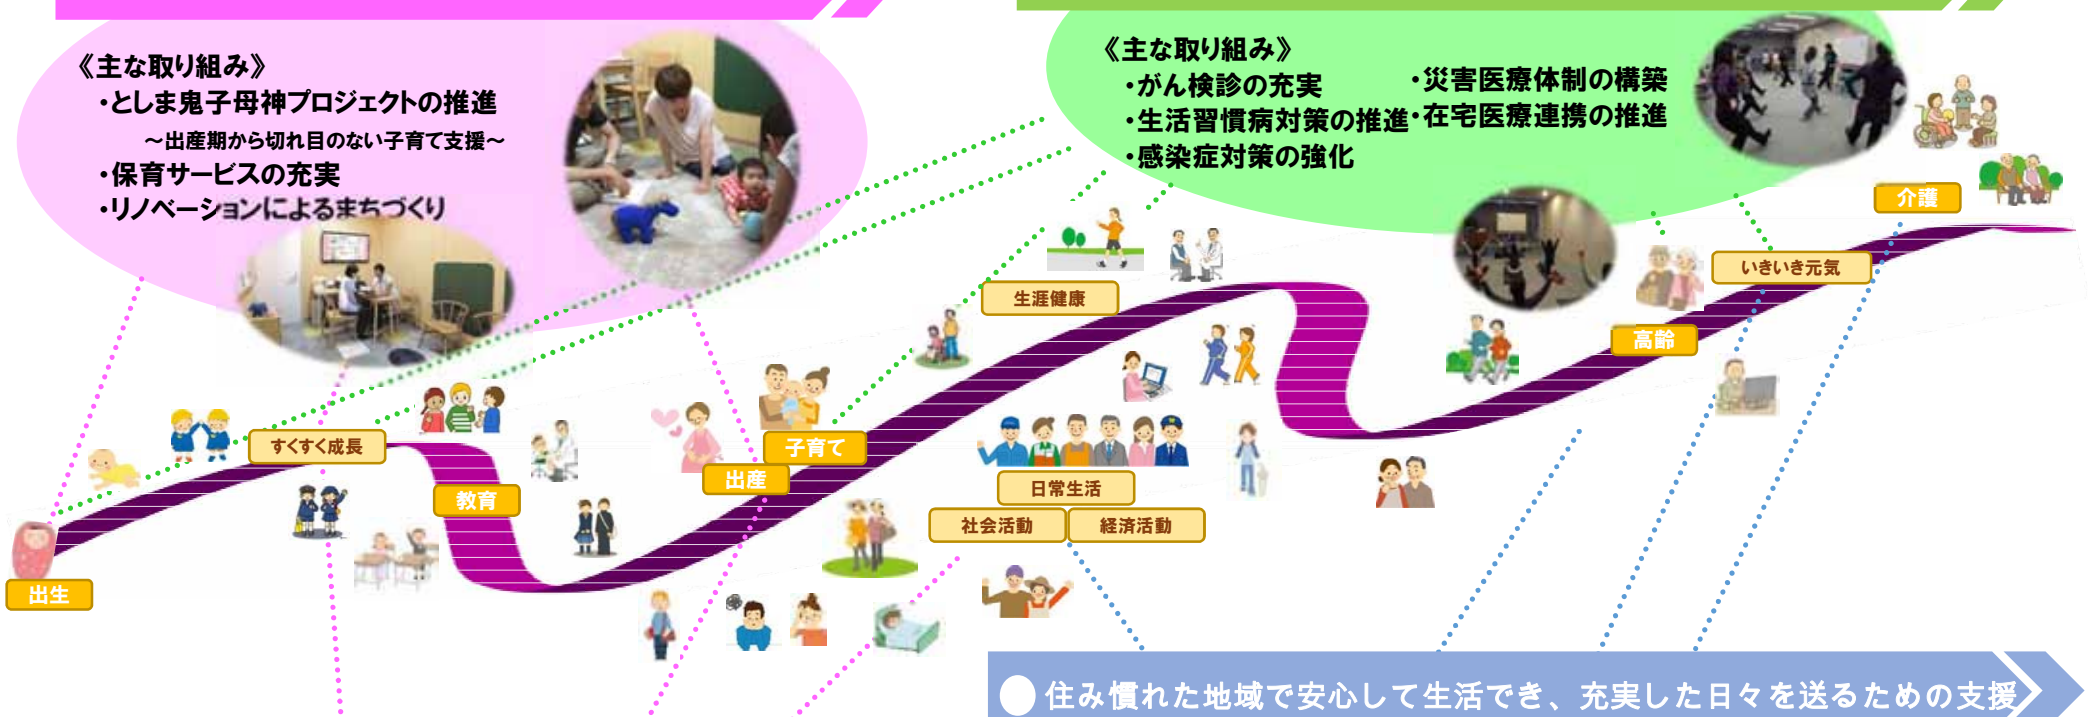 《主な取り組み》
・としま鬼子母神プロジェクトの推進
～出産期から切れ目のない子育て支援～
・保育サービスの充実
・リノベーションによるまちづくり
《主な取り組み》
・がん検診の充実
・生活習慣病対策の推進
・感染症対策の強化
・災害医療体制の構築
・在宅医療連携の推進
介護
いきいき元気
生涯健康
高齢
すくすく成長
子育て
出産
教育
日常生活
社会活動
経済活動
出生
●住み慣れた地域で安心して生活でき、充実した日々を送るための支援